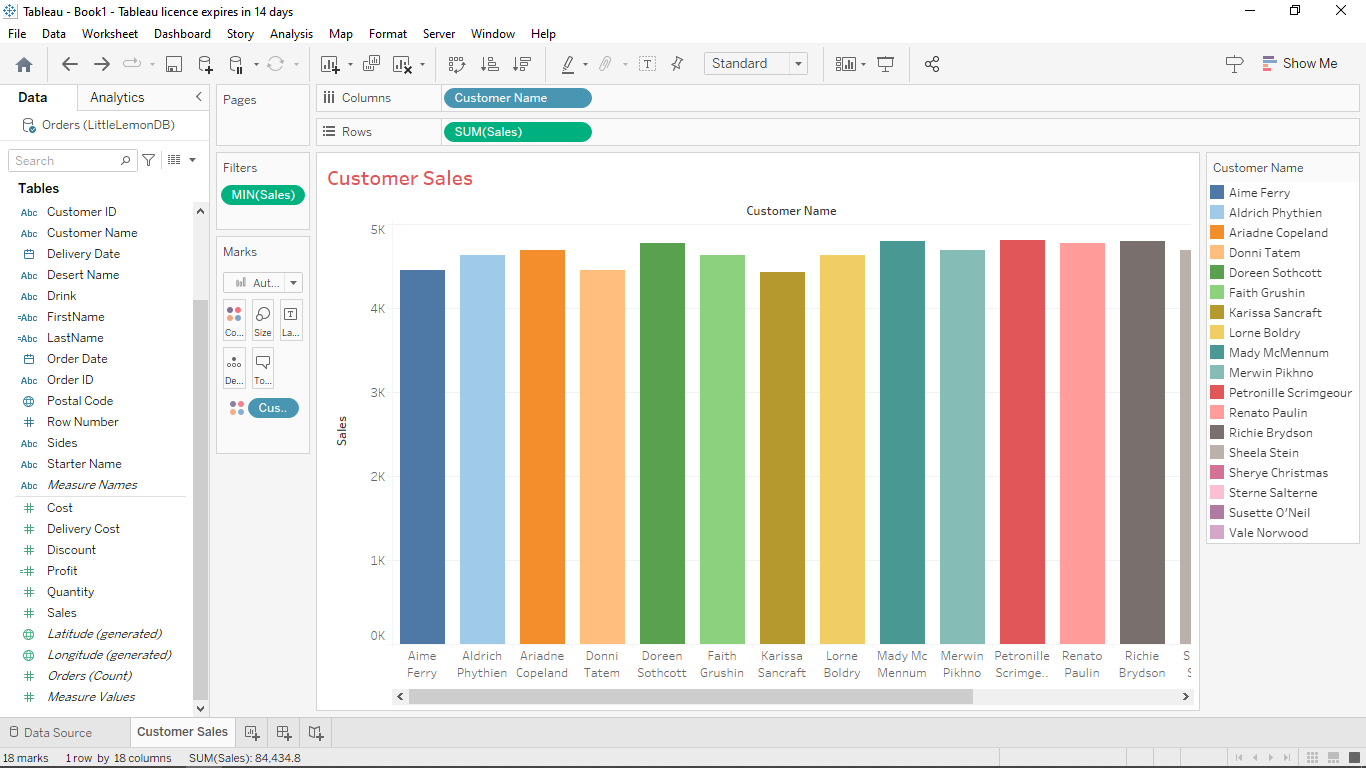 Tableau - Book1 - Tableau licence expires in 14 days
File Data Worksheet Dashboard Story Analysis Map Format Server Window Help
Standard
Show Me
Data Analytics
Orders (LittleLemonDB)
Search
Tables
Abc Customer ID
Abc Customer Name
Delivery Date
Abc Desert Name
Abc Drink
=Abc FirstName
=Abc LastName
Order Date
Abc Order ID
Postal Code
# Row Number
Abc Sides
Abc Starter Name
Abc Measure Names
# Cost
# Delivery Cost
# Discount
=# Profit
# Quantity
# Sales
Latitude (generated)
Longitude (generated)
# Orders (Count)
# Measure Values
Pages
Filters
MIN(Sales)
Marks
Aut...
Co... Size La...
De... To...
Cus..
Columns Customer Name
Rows SUM(Sales)
Customer Sales
Customer Name
Sales
5K
4K
3K
2K
1K
0K
Aime Ferry
Aldrich Phythien
Ariadne Copeland
Donni Tatem
Doreen Sothcott
Faith Grushin
Karissa Sancraft
Lorne Boldry
Mady Mc Mennum
Merwin Pikhno
Petronille Scrimge..
Renato Paulin
Richie Brydson
S
S
Customer Name
Aime Ferry
Aldrich Phythien
Ariadne Copeland
Donni Tatem
Doreen Sothcott
Faith Grushin
Karissa Sancraft
Lorne Boldry
Mady McMennum
Merwin Pikhno
Petronille Scrimgeour
Renato Paulin
Richie Brydson
Sheela Stein
Sherye Christmas
Sterne Salterne
Susette O'Neil
Vale Norwood
Data Source Customer Sales
18 marks 1 row by 18 columns SUM(Sales): 84,434.8